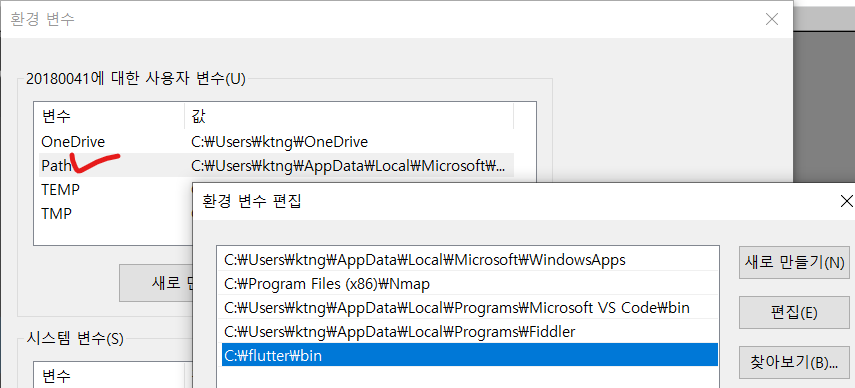 환경 변수
20180041에 대한 사용자 변수(U)
변수 값
OneDrive C:₩Users₩ktng₩OneDrive
Path C:₩Users₩ktng₩AppData₩Local₩Microsoft₩...
TEMP
TMP
새로
시스템 변수(S)
변수
환경 변수 편집
C:₩Users₩ktng₩AppData₩Local₩Microsoft₩WindowsApps
C:₩Program Files (x86)₩Nmap
C:₩Users₩ktng₩AppData₩Local₩Programs₩Microsoft VS Code₩bin
C:₩Users₩ktng₩AppData₩Local₩Programs₩Fiddler
C:₩flutter₩bin
새로 만들기(N)
편집(E)
찾아보기(B)...